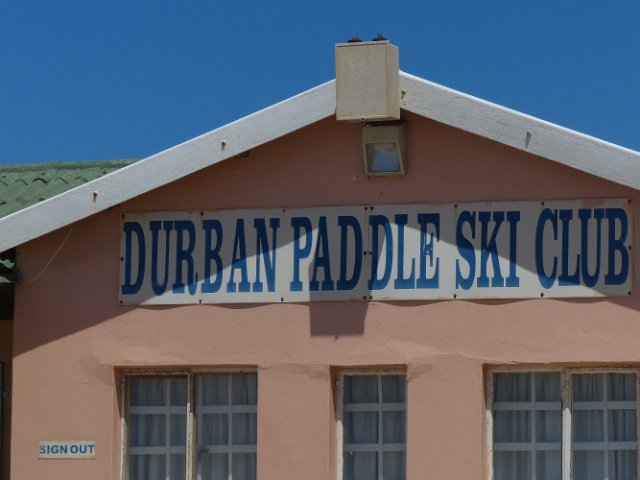 DURBAN PADDLE SKI CLUB
SIGN OUT